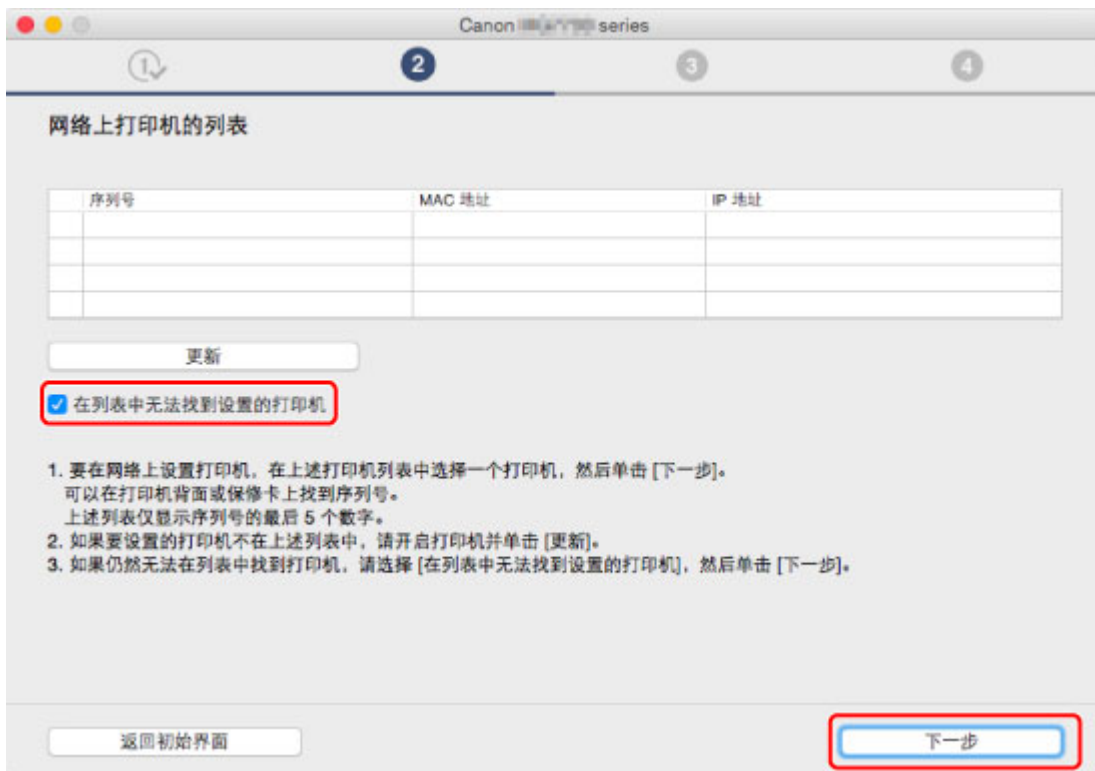 Canon series
1
2
3
4
网络上打印机的列表
序列号 MAC 地址 IP 地址
更新
在列表中无法找到设置的打印机
1. 要在网络上设置打印机，在上述打印机列表中选择一个打印机，然后单击 [下一步]。
可以在打印机背面或保修卡上找到序列号。
上述列表仅显示序列号的最后 5 个数字。
2. 如果要设置的打印机不在上述列表中，请开启打印机并单击 [更新]。
3. 如果仍然无法在列表中找到打印机，请选择 [在列表中无法找到设置的打印机]，然后单击 [下一步]。
返回初始界面 下一步